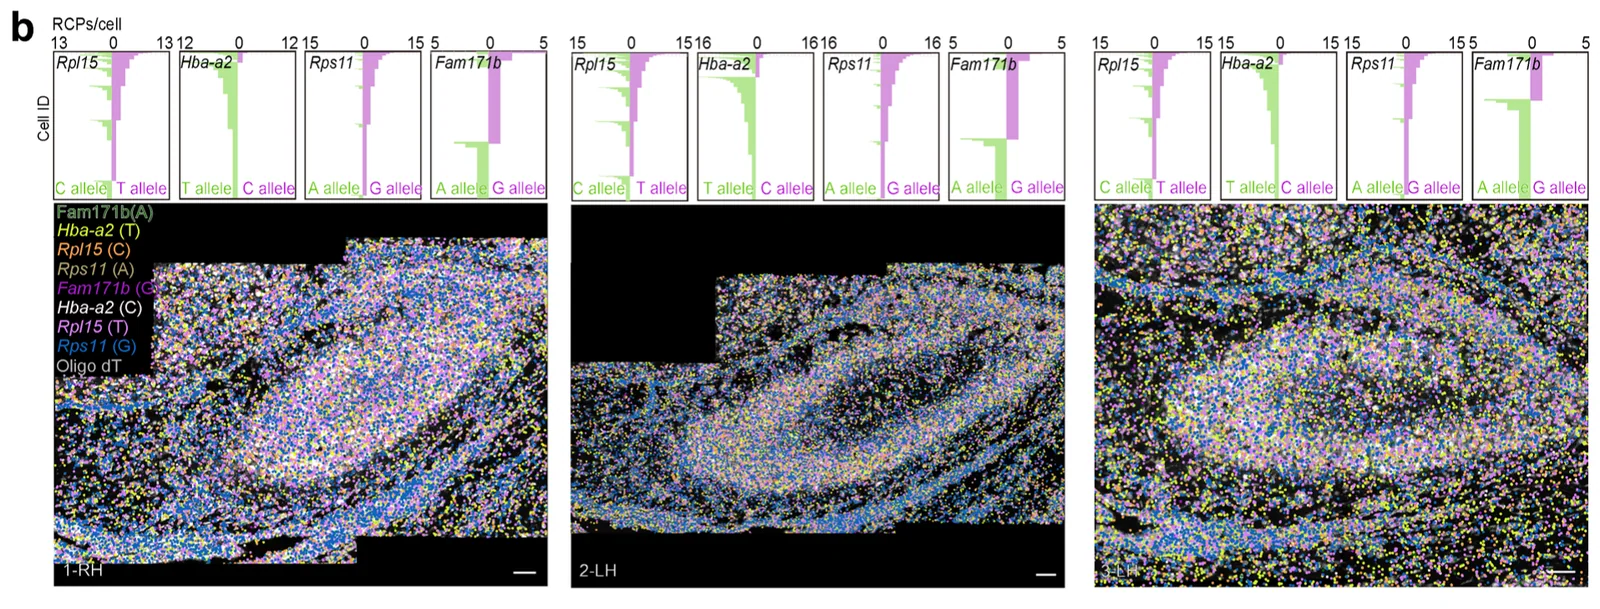 b
RCPs/cell
13 0 13 12 0 12 15 0 15 5 0 5
15 0 15 16 0 16 16 0 16 5 0 5
15 0 15 15 0 15 15 0 15 5 0 5
Rpl15 Hba-a2 Rps11 Fam171b
Rpl15 Hba-a2 Rps11 Fam171b
Rpl15 Hba-a2 Rps11 Fam171b
Cell ID
C allele T allele T allele C allele A allele G allele A allele G allele
C allele T allele T allele C allele A allele G allele A allele G allele
C allele T allele T allele C allele A allele G allele A allele G allele
Fam171b(A)
Hba-a2 (T)
Rpl15 (C)
Rps11 (A)
Fam171b (G
Hba-a2 (C)
Rpl15 (T)
Rps11 (G)
Oligo dT
1-RH
2-LH
3-LH